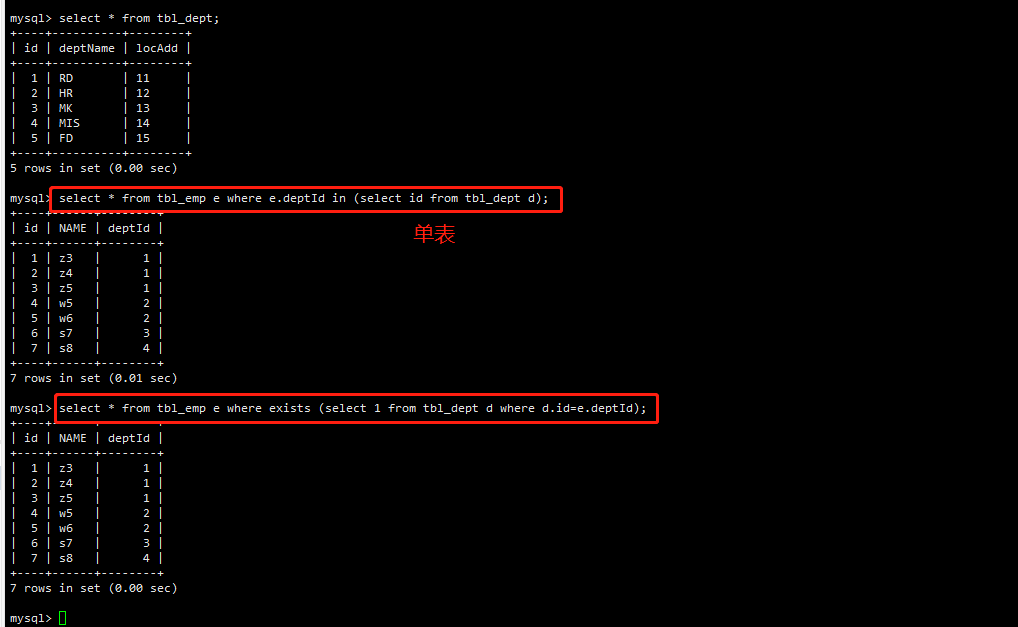 mysql> select * from tbl_dept;
+----+----------+--------+
| id | deptName | locAdd |
+----+----------+--------+
|  1 | RD       | 11     |
|  2 | HR       | 12     |
|  3 | MK       | 13     |
|  4 | MIS      | 14     |
|  5 | FD       | 15     |
+----+----------+--------+
5 rows in set (0.00 sec)
mysql> select * from tbl_emp e where e.deptId in (select id from tbl_dept d);
+----+------+--------+
| id | NAME | deptId |
单表
+----+------+--------+
|  1 | z3   |      1 |
|  2 | z4   |      1 |
|  3 | z5   |      1 |
|  4 | w5   |      2 |
|  5 | w6   |      2 |
|  6 | s7   |      3 |
|  7 | s8   |      4 |
+----+------+--------+
7 rows in set (0.01 sec)
mysql> select * from tbl_emp e where exists (select 1 from tbl_dept d where d.id=e.deptId);
+----+------+--------+
| id | NAME | deptId |
+----+------+--------+
|  1 | z3   |      1 |
|  2 | z4   |      1 |
|  3 | z5   |      1 |
|  4 | w5   |      2 |
|  5 | w6   |      2 |
|  6 | s7   |      3 |
|  7 | s8   |      4 |
+----+------+--------+
7 rows in set (0.00 sec)
mysql>